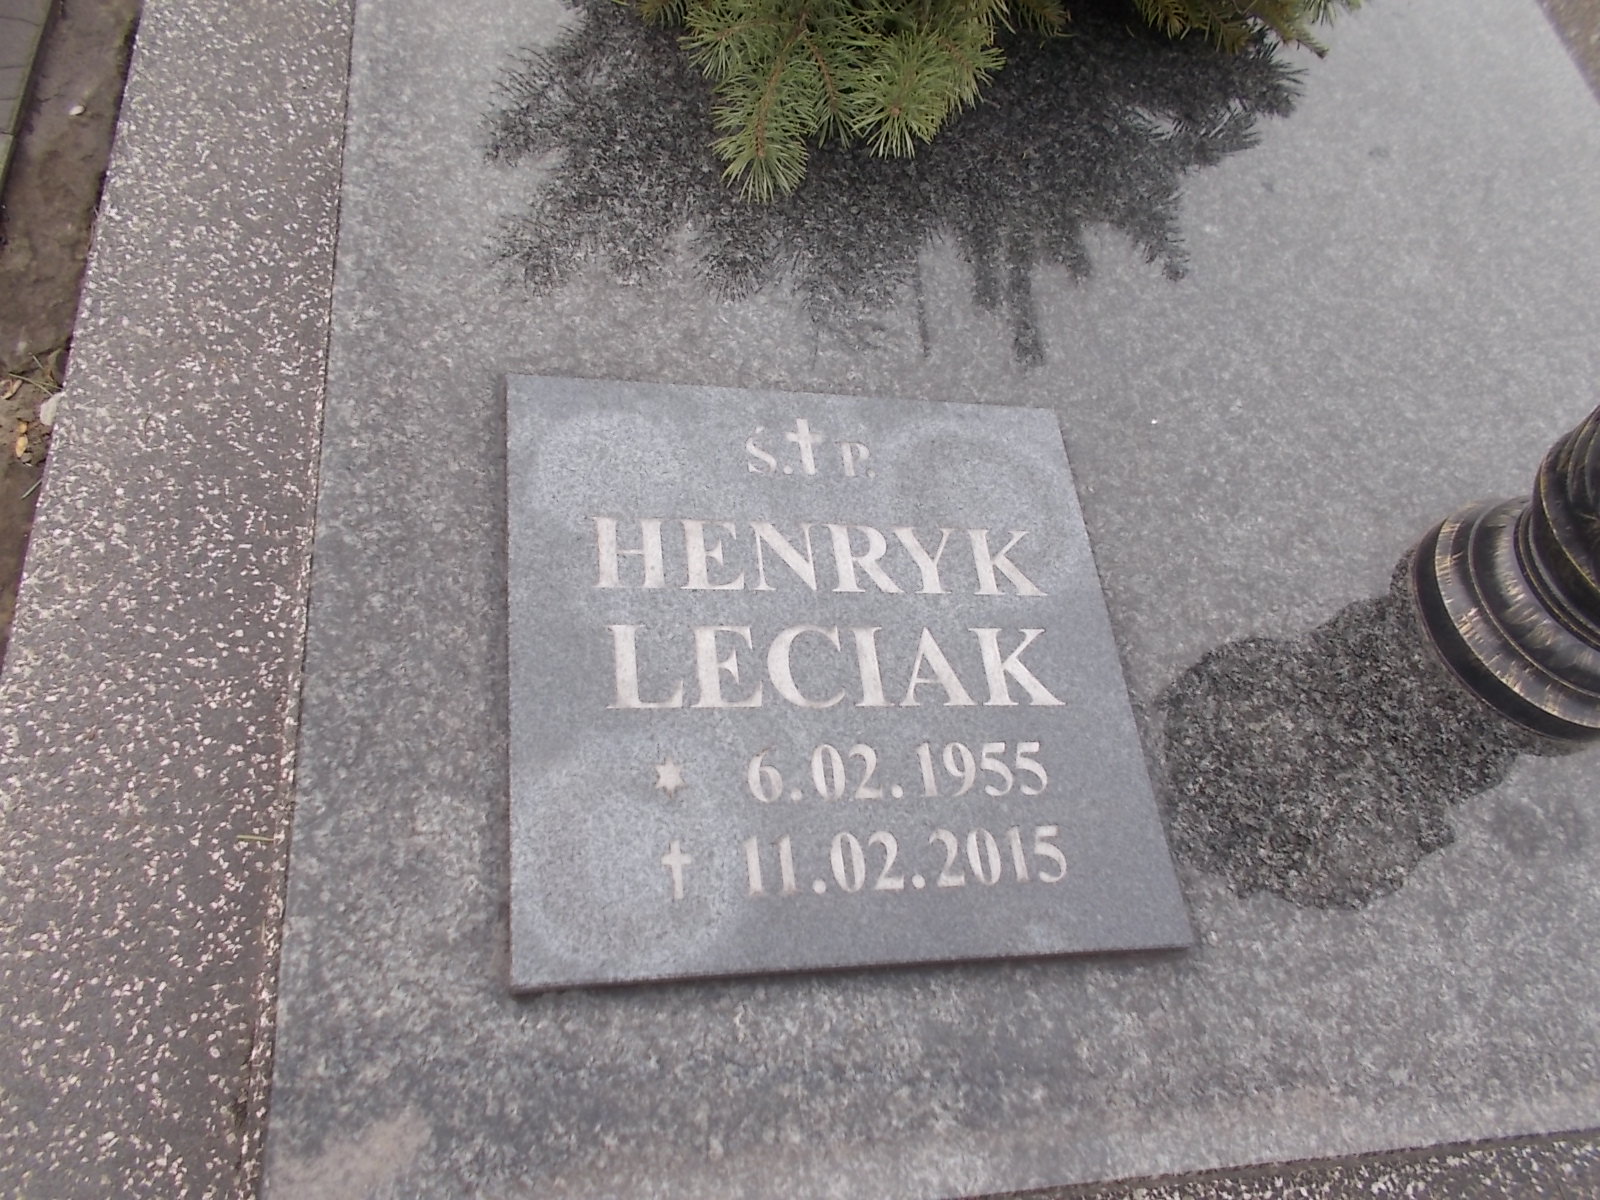 Ś.†P.
HENRYK
LECIAK
* 6.02.1955
† 11.02.2015